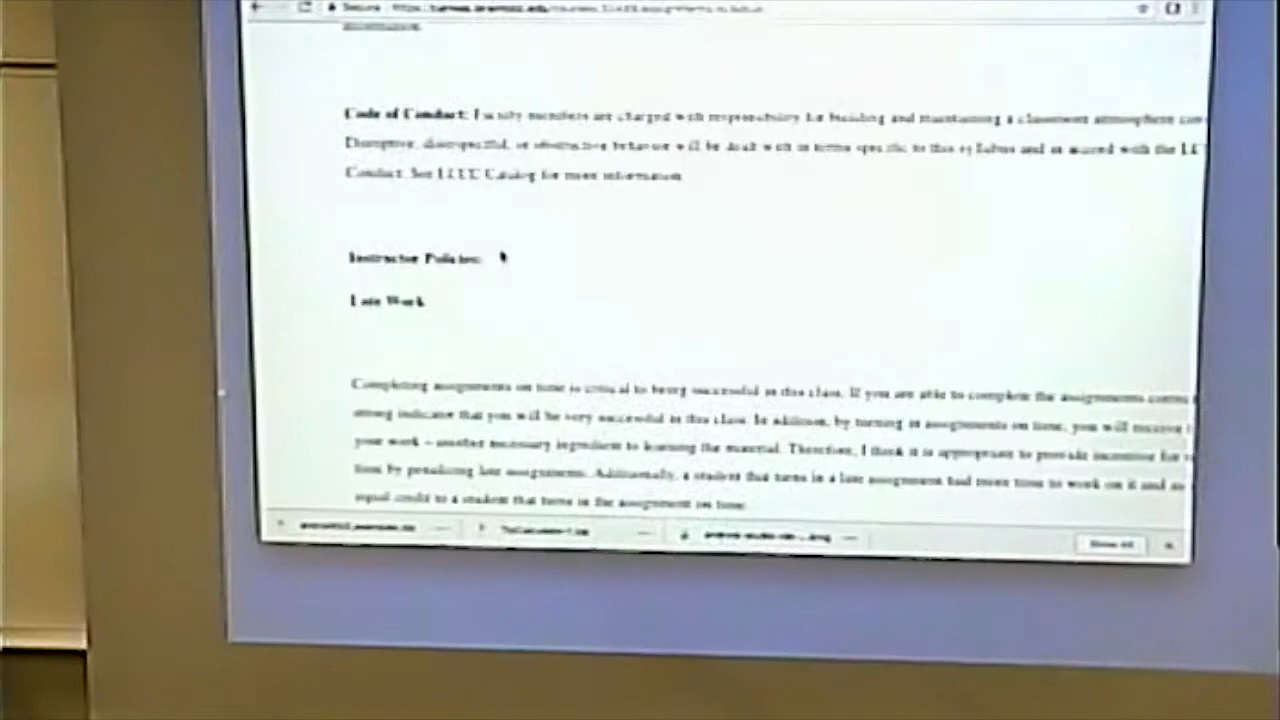 Secure
Code of Conduct: Faculty members are charged with responsibility for building and maintaining a classroom atmosphere
Disruptive, disrespectful, or obstructive behavior will be dealt with in terms specific to this syllabus and in accord with the
Conduct. See Catalog for more information.
Instructor Policies:
Late Work
Completing assignments on time is critical to being successful in this class. If you are able to complete the assignments
strong indicator that you will be very successful in this class. In addition, by turning in assignments on time, you will receive
your work – another necessary ingredient to learning the material. Therefore, I think it is appropriate to provide incentive for
by penalizing late assignments. Additionally, a student that turns in a late assignment had more time to work on it and
equal credit to a student that turns in the assignment on time.
Show All